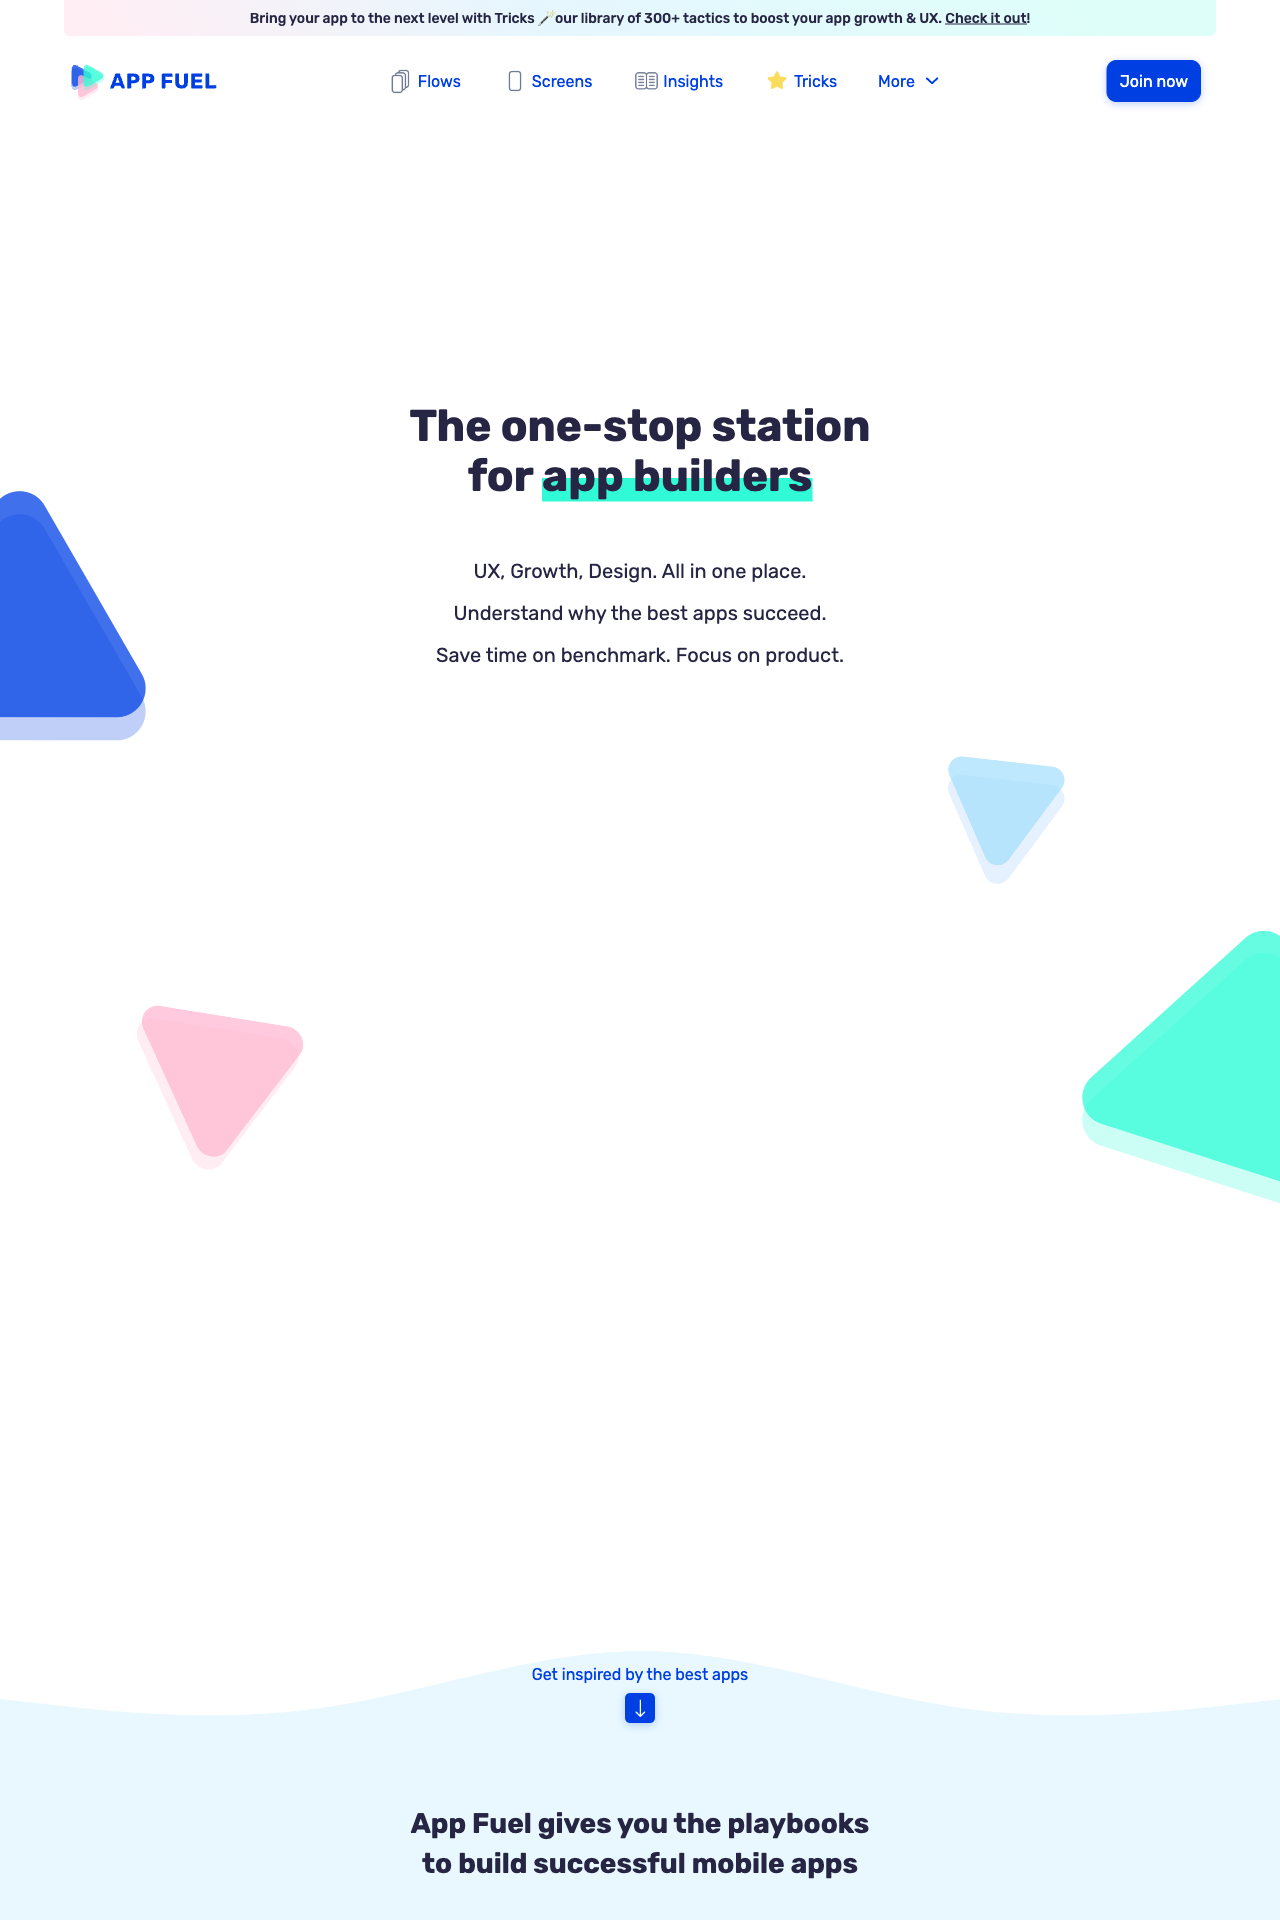 Bring your app to the next level with Tricks 🪄 our library of 300+ tactics to boost your app growth & UX. Check it out!
APP FUEL
Flows
Screens
Insights
Tricks
More
Join now
The one-stop station
for app builders
UX, Growth, Design. All in one place.
Understand why the best apps succeed.
Save time on benchmark. Focus on product.
Get inspired by the best apps
App Fuel gives you the playbooks
to build successful mobile apps